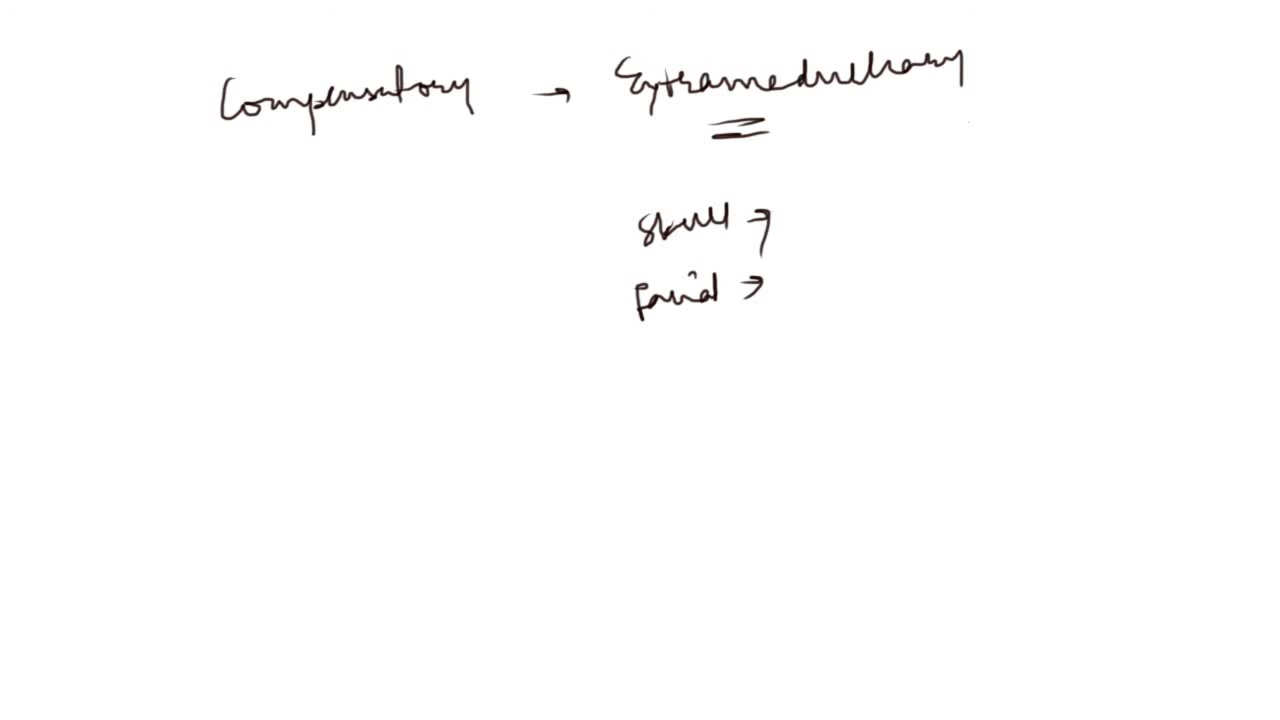 Compensatory → Extramedullary
Skull →
Facial →